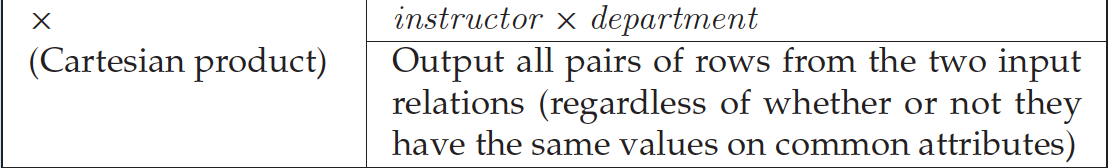 ×
(Cartesian product)
instructor × department
Output all pairs of rows from the two input
relations (regardless of whether or not they
have the same values on common attributes)